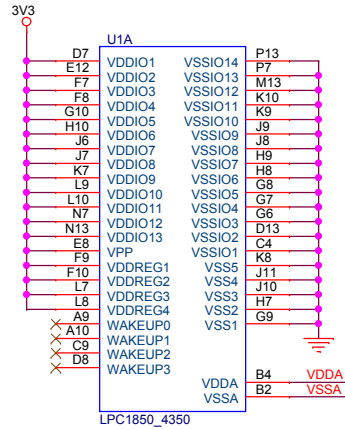 3V3
U1A
D7 VDDIO1 VSSIO14 P13
E12 VDDIO2 VSSIO13 P7
F7 VDDIO3 VSSIO12 M13
F8 VDDIO4 VSSIO11 K10
G10 VDDIO5 VSSIO10 K9
H10 VDDIO6 VSSIO9 J9
J6 VDDIO7 VSSIO8 J8
J7 VDDIO8 VSSIO7 H9
K7 VDDIO9 VSSIO6 H8
L9 VDDIO10 VSSIO5 G8
L10 VDDIO11 VSSIO4 G7
N7 VDDIO12 VSSIO3 G6
N13 VDDIO13 VSSIO2 D13
E8 VPP VSSIO1 C4
F9 VDDREG1 VSS5 K8
F10 VDDREG2 VSS4 J11
L7 VDDREG3 VSS3 J10
L8 VDDREG4 VSS2 H7
A9 WAKEUP0 VSS1 G9
A10 WAKEUP1
C9 WAKEUP2
D8 WAKEUP3
VDDA B4 VDDA
VSSA B2 VSSA
LPC1850_4350